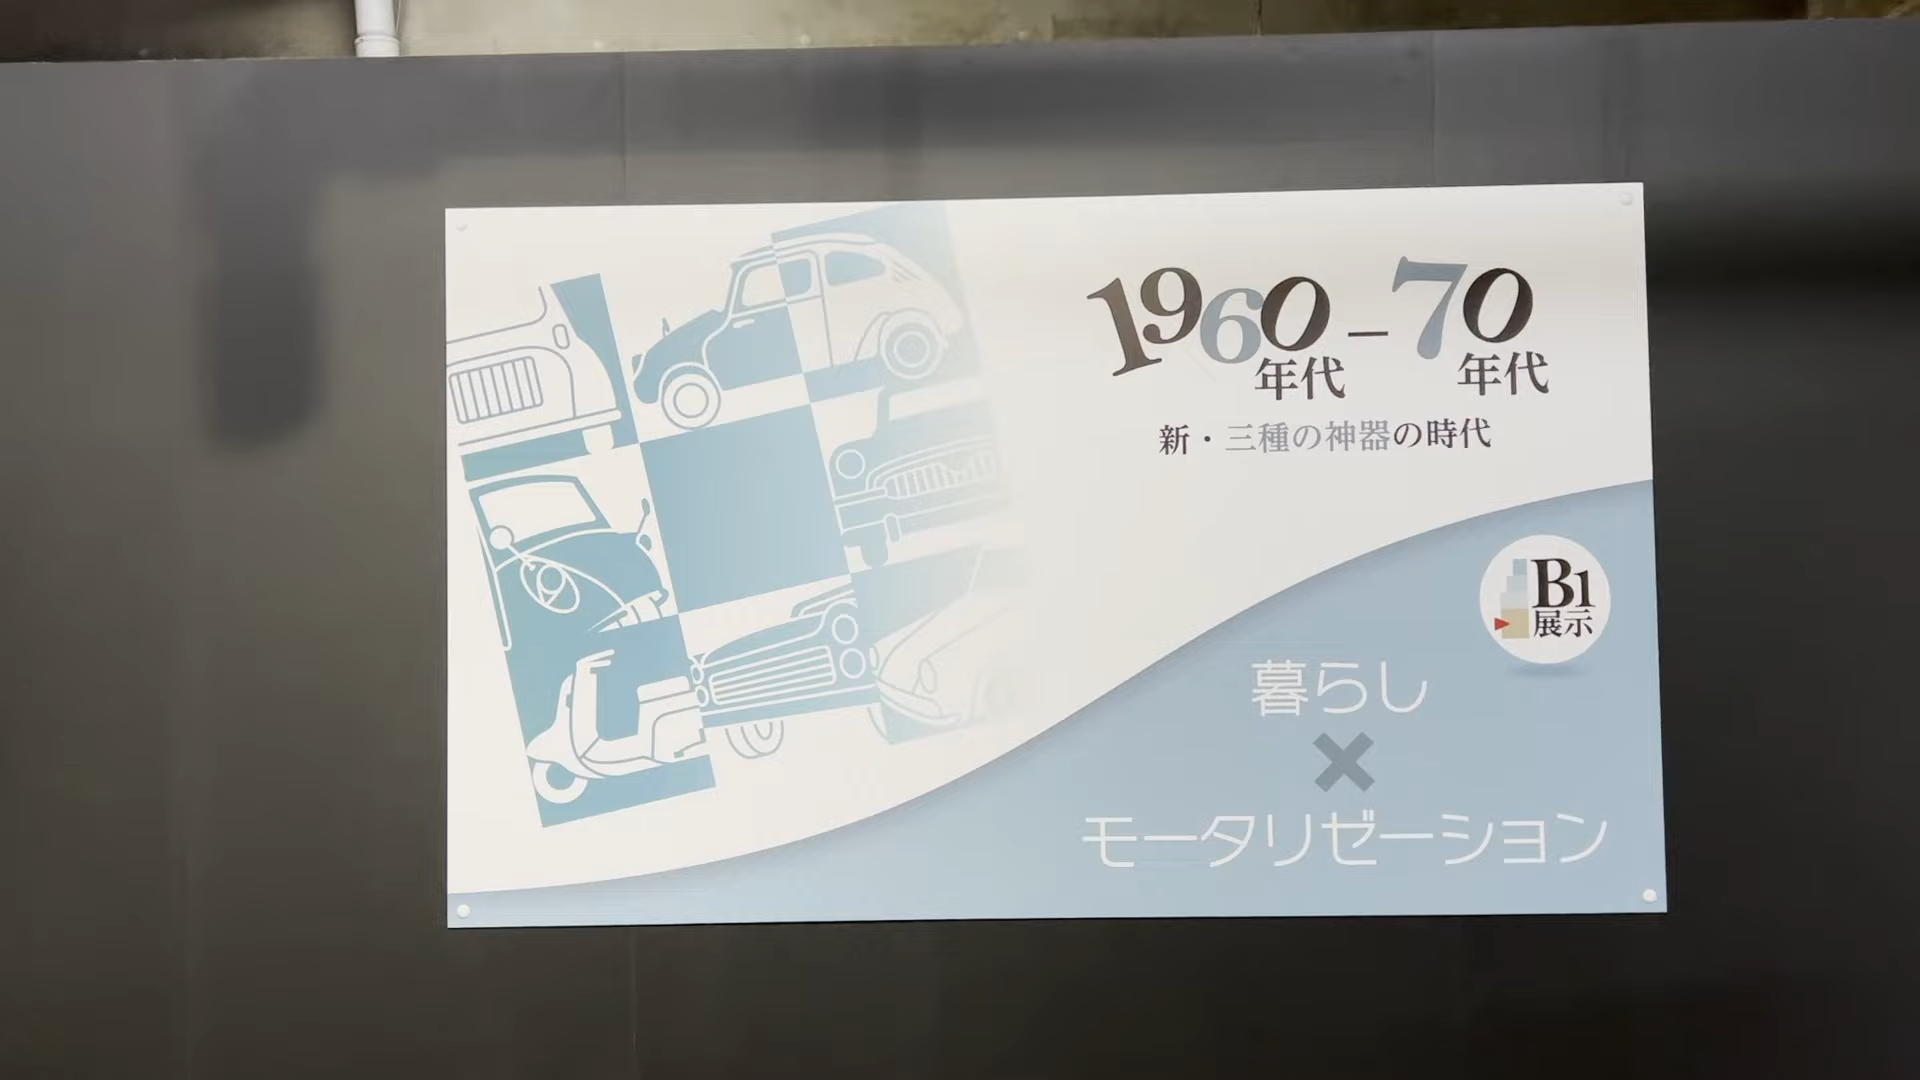 1960年代–70年代
新・三種の神器の時代
B1
展示
暮らし
×
モータリゼーション